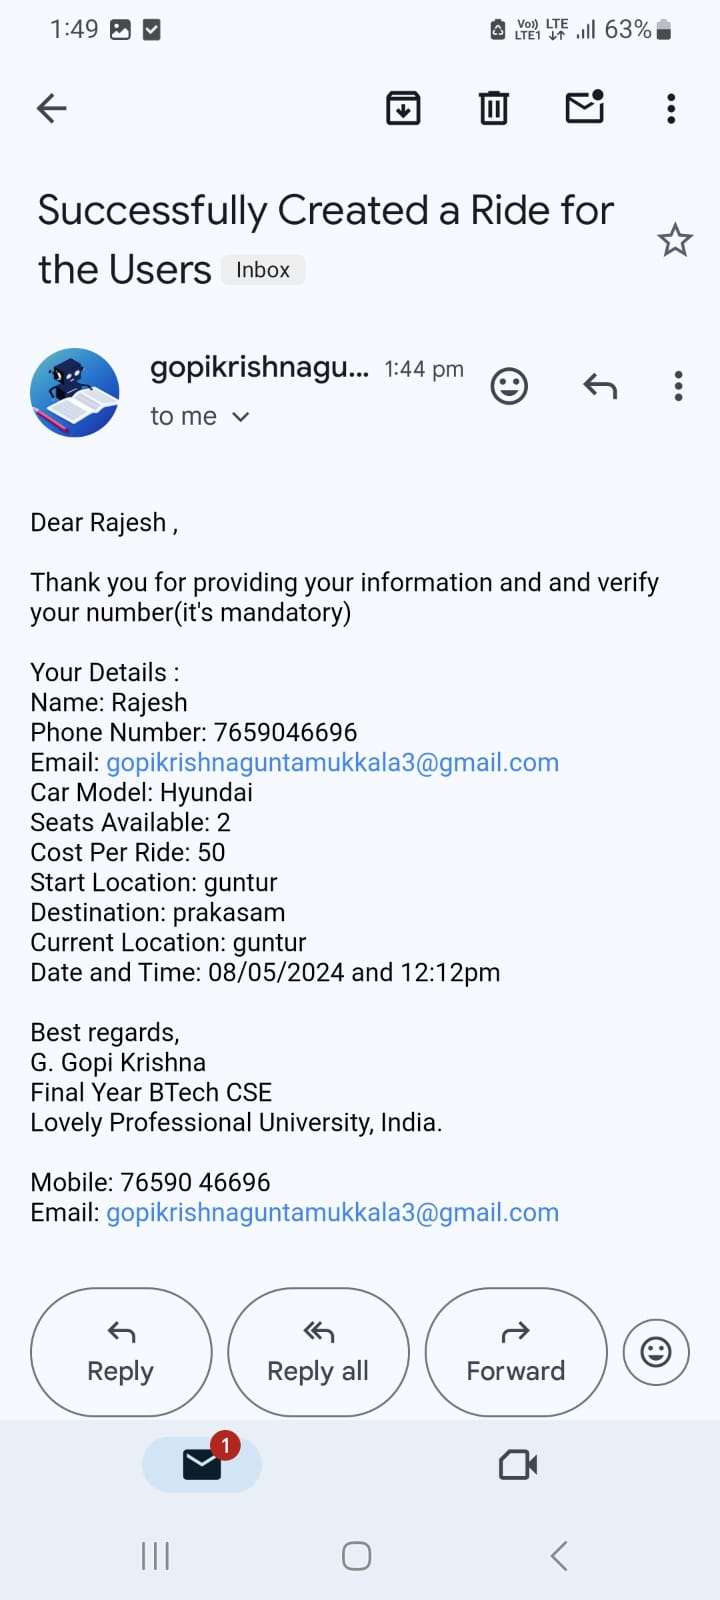 1:49
Vo)) LTE
LTE1
63%
Successfully Created a Ride for
the Users Inbox
gopikrishnagu... 1:44 pm
to me
Dear Rajesh ,
Thank you for providing your information and and verify
your number(it's mandatory)
Your Details :
Name: Rajesh
Phone Number: 7659046696
Email: gopikrishnaguntamukkala3@gmail.com
Car Model: Hyundai
Seats Available: 2
Cost Per Ride: 50
Start Location: guntur
Destination: prakasam
Current Location: guntur
Date and Time: 08/05/2024 and 12:12pm
Best regards,
G. Gopi Krishna
Final Year BTech CSE
Lovely Professional University, India.
Mobile: 76590 46696
Email: gopikrishnaguntamukkala3@gmail.com
Reply
Reply all
Forward
1